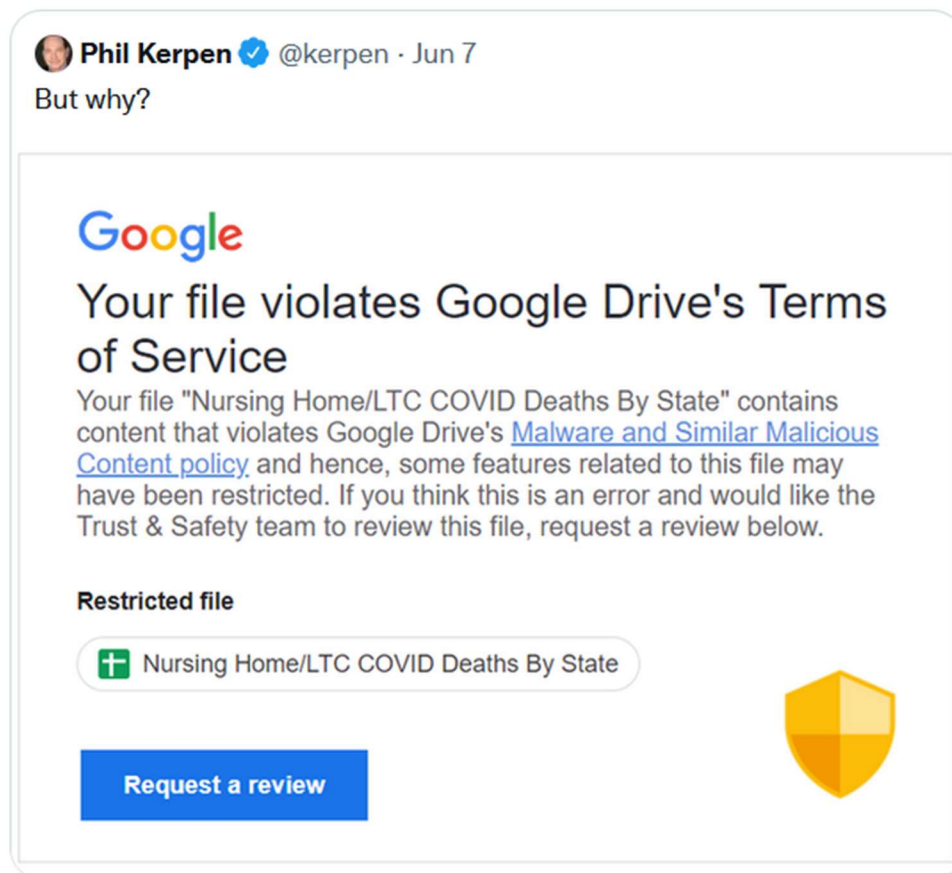 Phil Kerpen @kerpen · Jun 7
But why?
Google
Your file violates Google Drive's Terms
of Service
Your file "Nursing Home/LTC COVID Deaths By State" contains
content that violates Google Drive's Malware and Similar Malicious
Content policy and hence, some features related to this file may
have been restricted. If you think this is an error and would like the
Trust & Safety team to review this file, request a review below.
Restricted file
Nursing Home/LTC COVID Deaths By State
Request a review